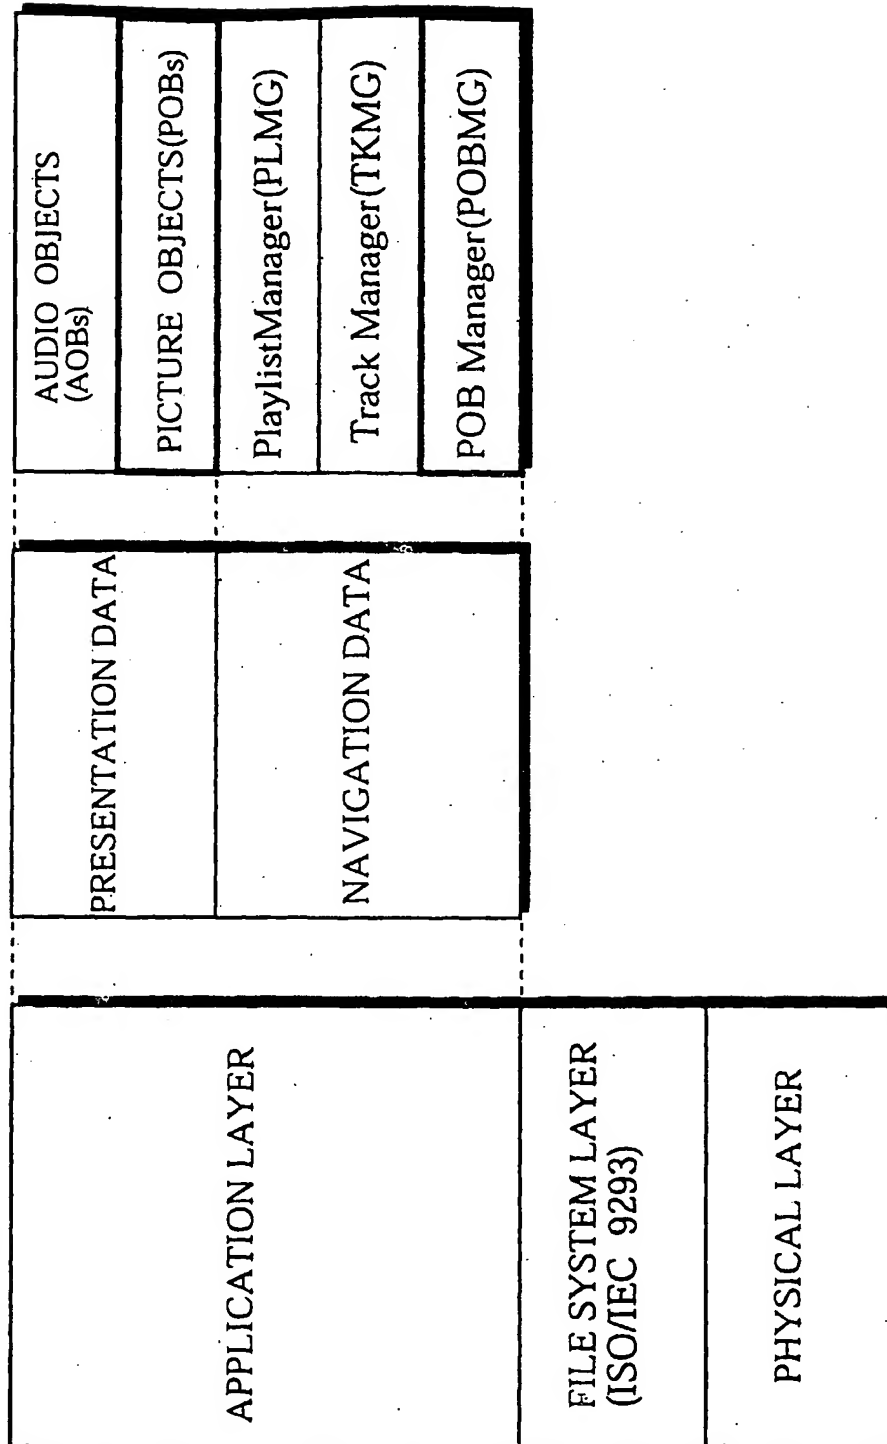 APPLICATION LAYER
FILE SYSTEM LAYER
(ISO/IEC 9293)
PHYSICAL LAYER
PRESENTATION DATA
NAVIGATION DATA
AUDIO OBJECTS
(AOBs)
PICTURE OBJECTS(POBs)
PlaylistManager(PLMG)
Track Manager(TKMG)
POB Manager(POBMG)